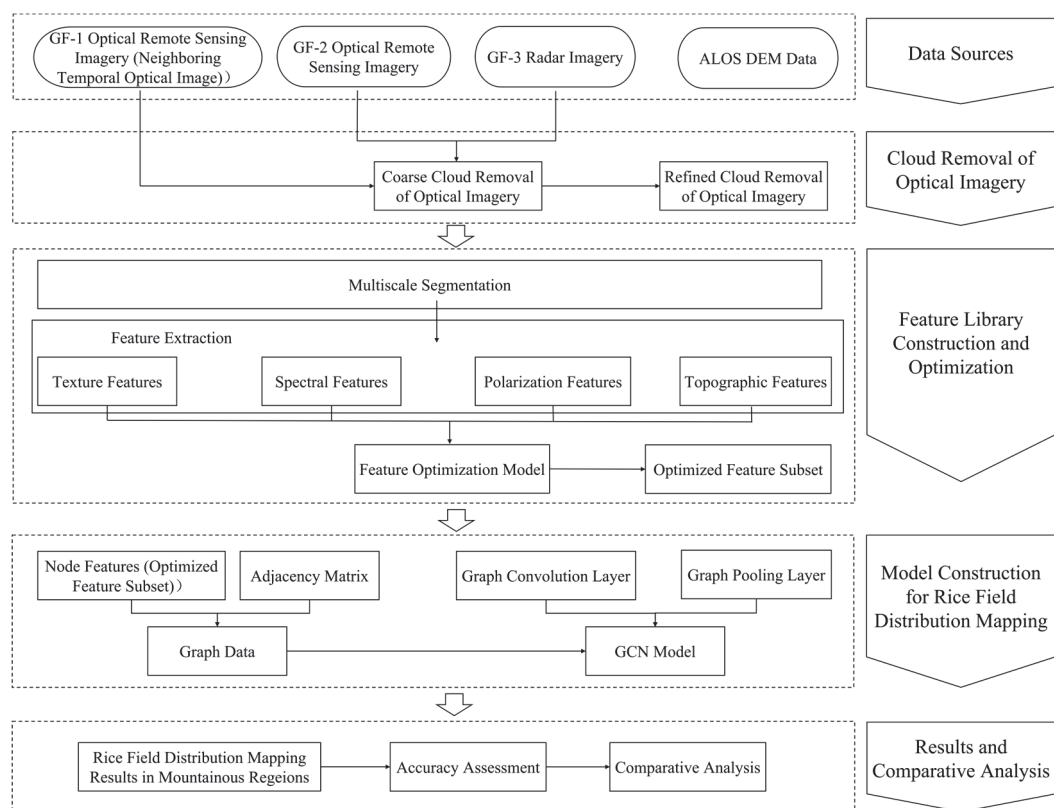 GF-1 Optical Remote Sensing
Imagery (Neighboring
Temporal Optical Image)）
GF-2 Optical Remote
Sensing Imagery
GF-3 Radar Imagery
ALOS DEM Data
Data Sources
Coarse Cloud Removal
of Optical Imagery
Refined Cloud Removal
of Optical Imagery
Cloud Removal of
Optical Imagery
Multiscale Segmentation
Feature Extraction
Texture Features
Spectral Features
Polarization Features
Topographic Features
Feature Optimization Model
Optimized Feature Subset
Feature Library
Construction and
Optimization
Node Features (Optimized
Feature Subset)）
Adjacency Matrix
Graph Convolution Layer
Graph Pooling Layer
Graph Data
GCN Model
Model Construction
for Rice Field
Distribution Mapping
Rice Field Distribution Mapping
Results in Mountainous Regeions
Accuracy Assessment
Comparative Analysis
Results and
Comparative Analysis